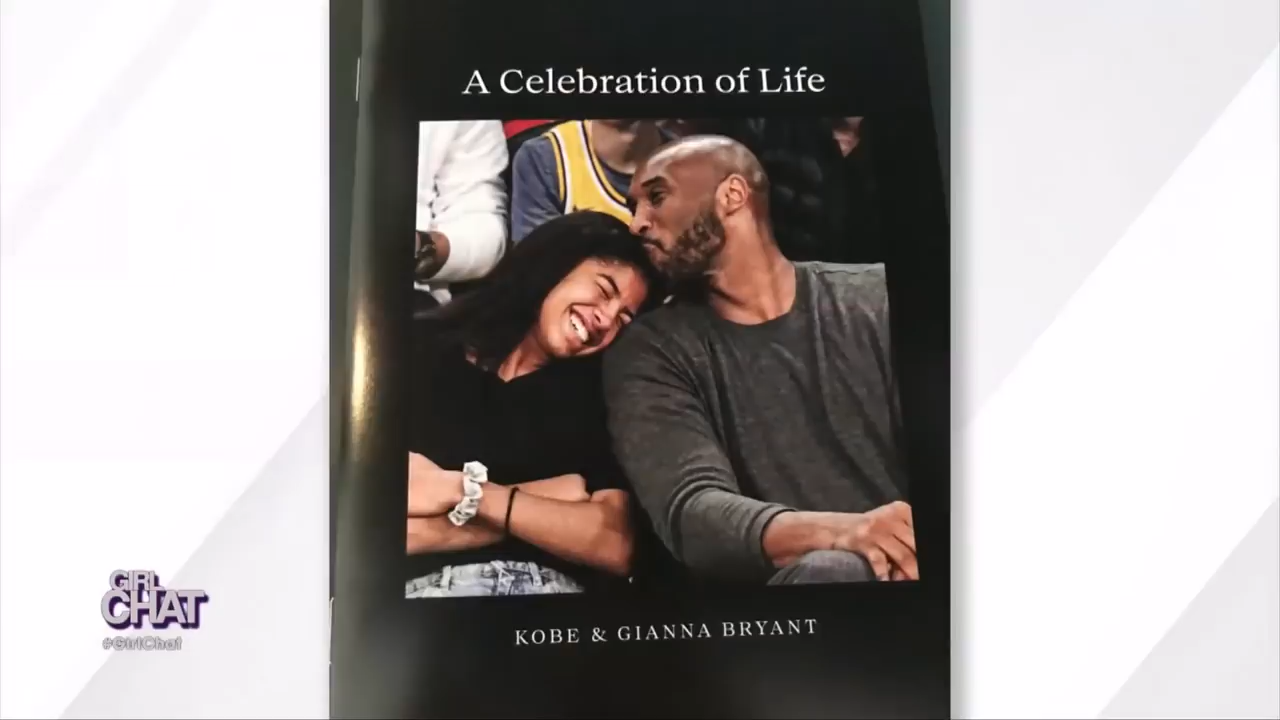 A Celebration of Life
KOBE & GIANNA BRYANT
GIRL
CHAT
#GirlChat